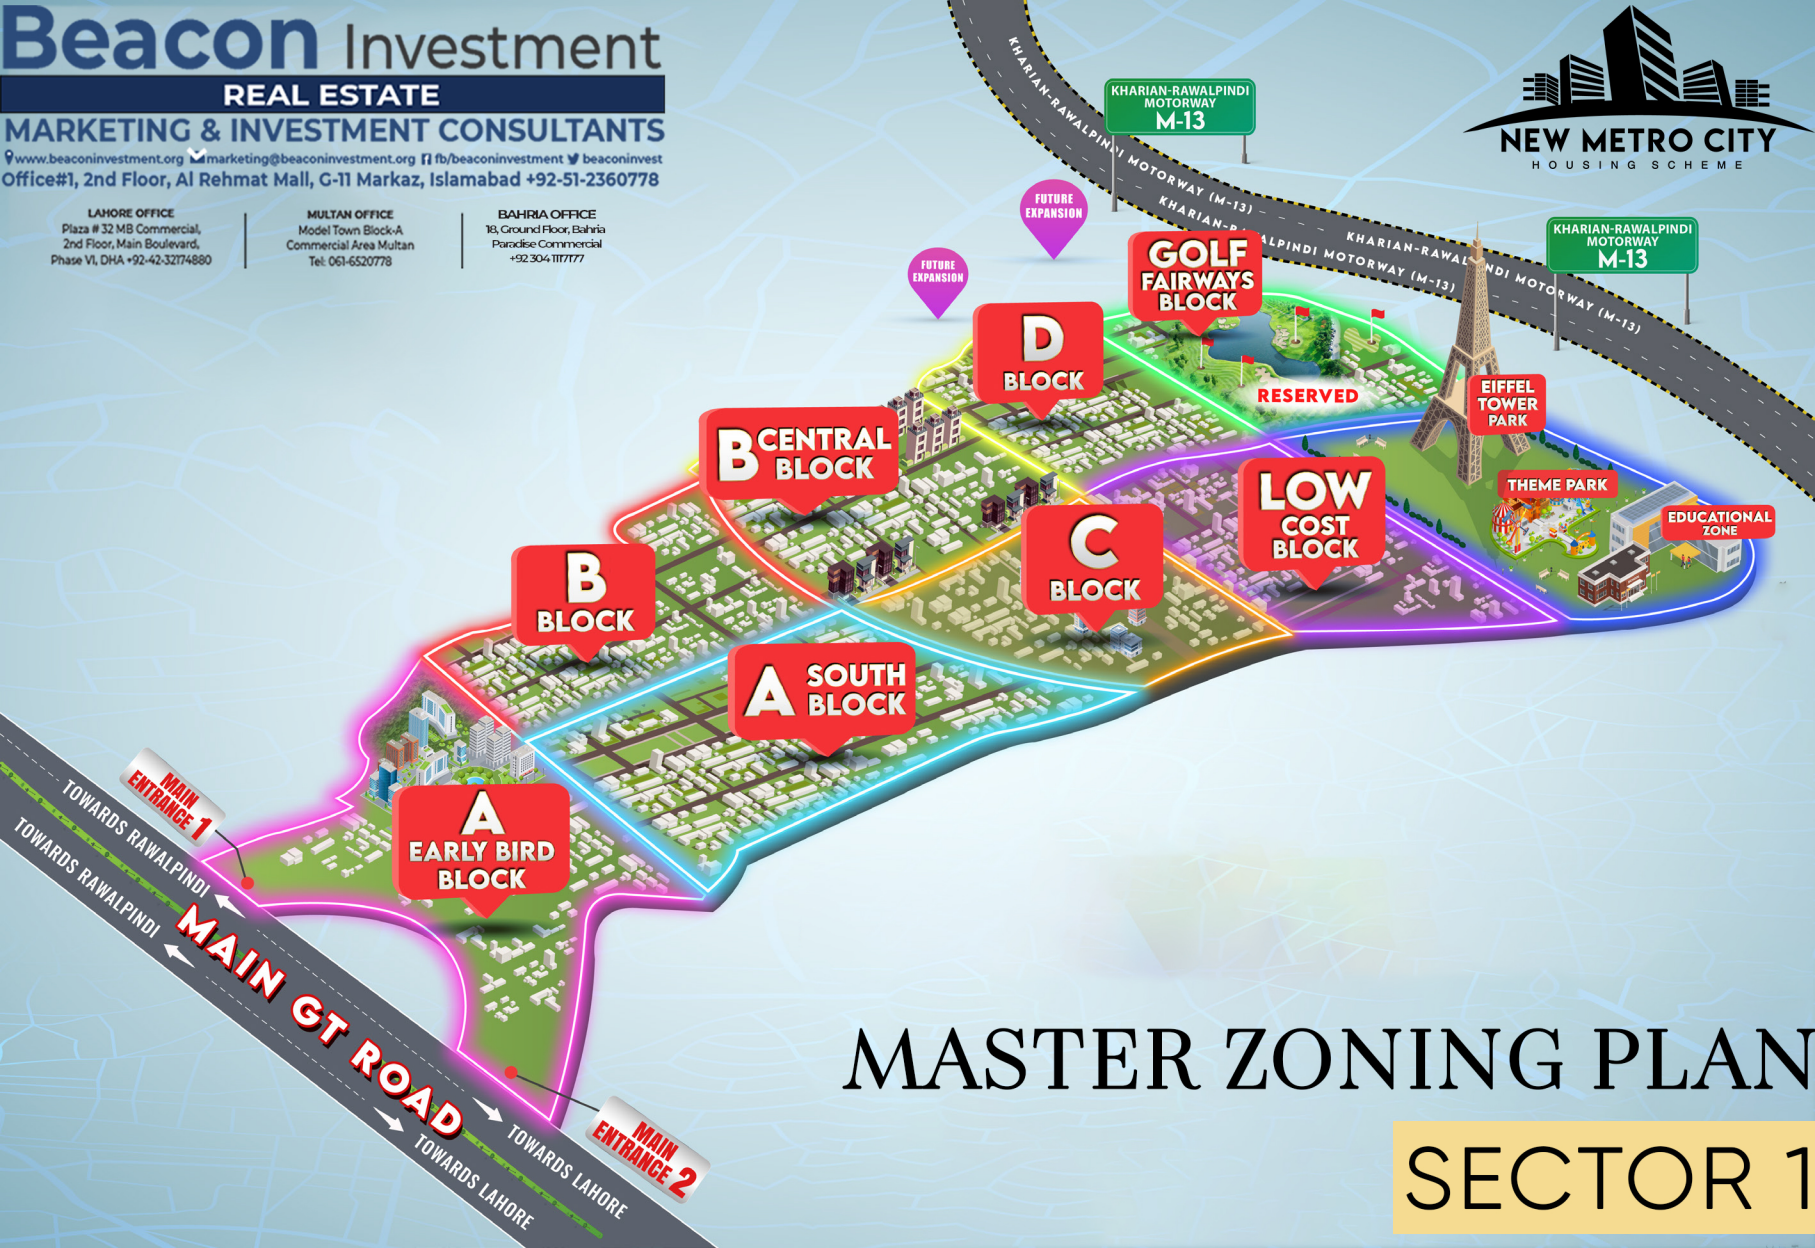 Beacon Investment
REAL ESTATE
MARKETING & INVESTMENT CONSULTANTS
www.beaconinvestment.org marketing@beaconinvestment.org fb/beaconinvestment beaconinvest
Office#1, 2nd Floor, Al Rehmat Mall, G-11 Markaz, Islamabad +92-51-2360778
LAHORE OFFICE
Plaza # 32 MB Commercial,
2nd Floor, Main Boulevard,
Phase VI, DHA +92-42-32174880
MULTAN OFFICE
Model Town Block-A
Commercial Area Multan
Tel: 061-6520778
BAHRIA OFFICE
18, Ground Floor, Bahria
Paradise Commercial
+92 304 1117177
NEW METRO CITY
HOUSING SCHEME
KHARIAN-RAWALPINDI
MOTORWAY
M-13
KHARIAN-RAWALPINDI
MOTORWAY
M-13
KHARIAN-RAWALPINDI MOTORWAY (M-13)
KHARIAN-RAWALPINDI MOTORWAY (M-13)
KHARIAN-RAWALPINDI MOTORWAY (M-13)
FUTURE
EXPANSION
FUTURE
EXPANSION
GOLF
FAIRWAYS
BLOCK
RESERVED
D
BLOCK
EIFFEL
TOWER
PARK
THEME PARK
EDUCATIONAL
ZONE
B CENTRAL
BLOCK
LOW
COST
BLOCK
C
BLOCK
B
BLOCK
A SOUTH
BLOCK
A
EARLY BIRD
BLOCK
MAIN
ENTRANCE 1
TOWARDS RAWALPINDI
TOWARDS RAWALPINDI
MAIN GT ROAD
TOWARDS LAHORE
TOWARDS LAHORE
MAIN
ENTRANCE 2
MASTER ZONING PLAN
SECTOR 1